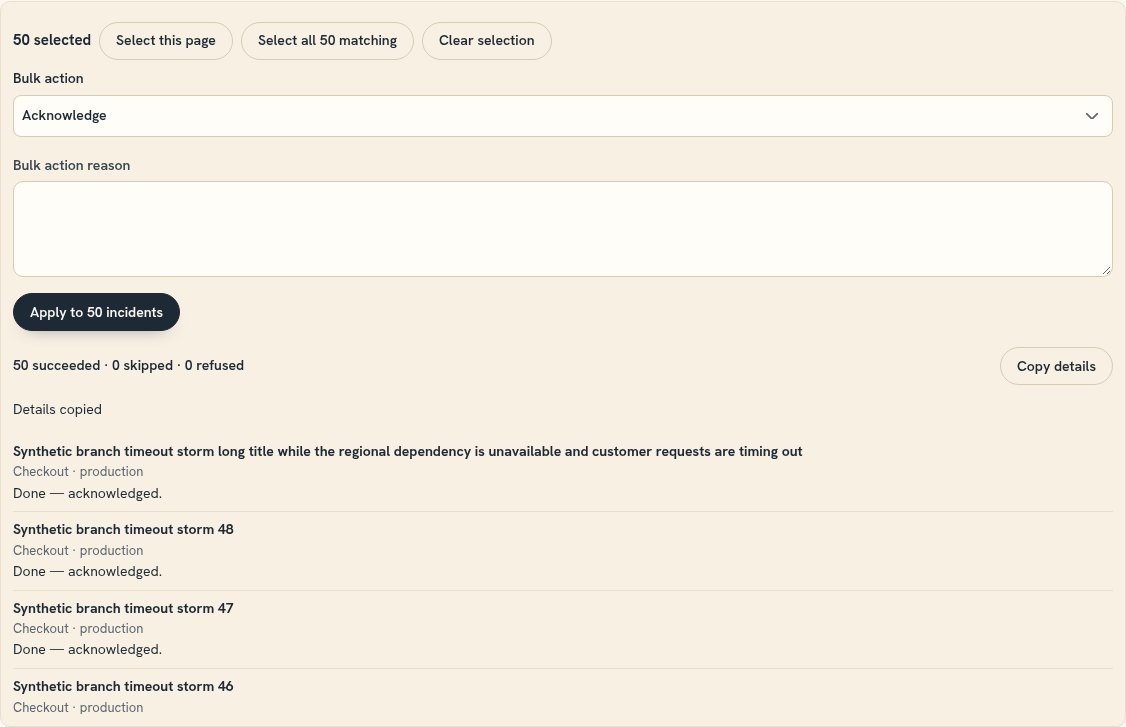 50 selected Select this page Select all 50 matching Clear selection
Bulk action
Acknowledge
Bulk action reason
Apply to 50 incidents
50 succeeded · 0 skipped · 0 refused Copy details
Details copied
Synthetic branch timeout storm long title while the regional dependency is unavailable and customer requests are timing out
Checkout · production
Done — acknowledged.
Synthetic branch timeout storm 48
Checkout · production
Done — acknowledged.
Synthetic branch timeout storm 47
Checkout · production
Done — acknowledged.
Synthetic branch timeout storm 46
Checkout · production